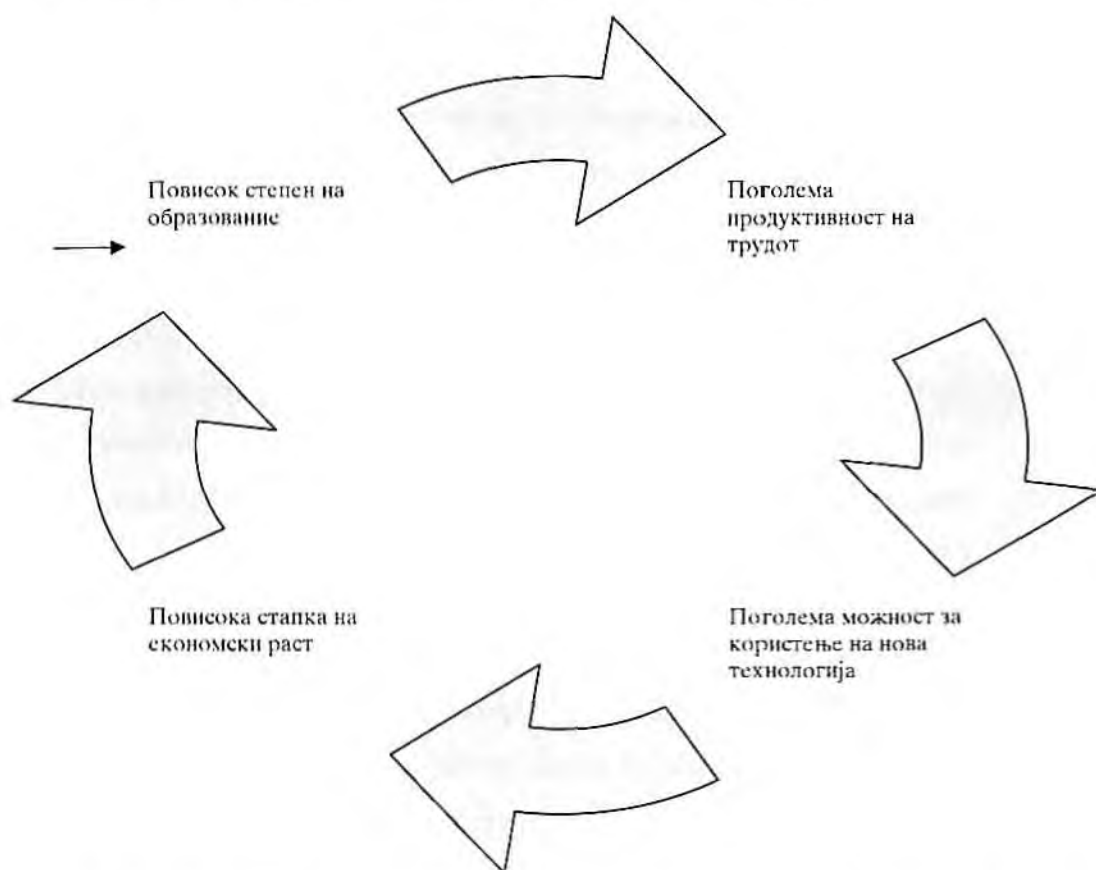 Повисок степен на
образование
Поголема
продуктивност на
трудот
Повисока стапка на
економски раст
Поголема можност за
користење на нова
технологија